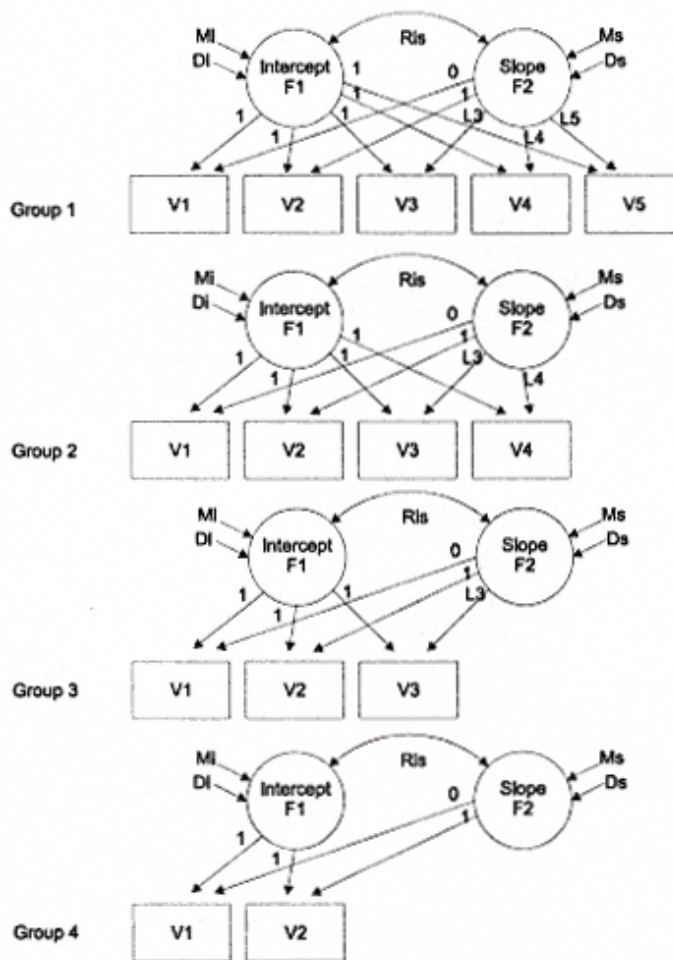 MI Ris Ms
DI Intercept 1 0 Slope Ds
F1 1 1 F2
1 1 1 L3 L4 L5
Group 1 V1 V2 V3 V4 V5
Mi Ris Ms
Di Intercept 0 Slope Ds
F1 1 1 F2
1 1 1 L3 L4
Group 2 V1 V2 V3 V4
MI Ris Ms
DI Intercept 0 Slope Ds
F1 1 F2
1 1 1 L3
Group 3 V1 V2 V3
MI Ris Ms
DI Intercept 0 Slope Ds
F1 1 F2
1 1
Group 4 V1 V2